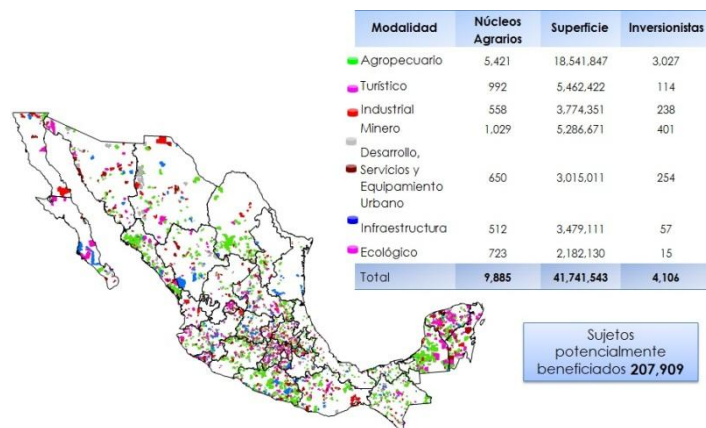 Modalidad Núcleos Agrarios Superficie Inversionistas
Agropecuario 5,421 18,541,847 3,027
Turístico 992 5,462,422 114
Industrial 558 3,774,351 238
Minero 1,029 5,286,671 401
Desarrollo,
Servicios y
Equipamiento
Urbano 650 3,015,011 254
Infraestructura 512 3,479,111 57
Ecológico 723 2,182,130 15
Total 9,885 41,741,543 4,106
Sujetos
potencialmente
beneficiados 207,909